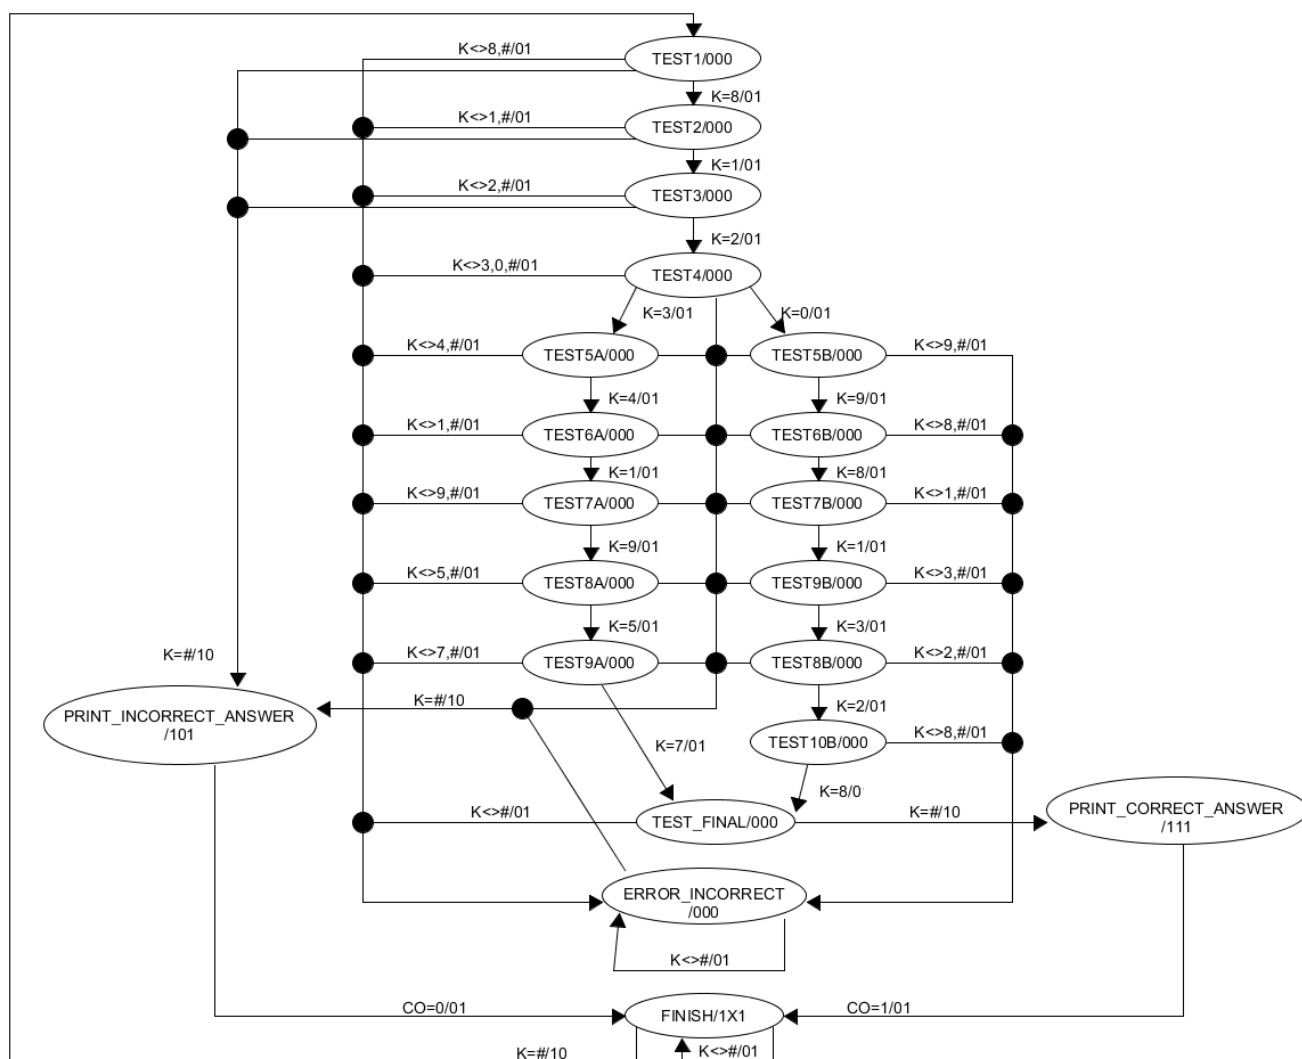 TEST1/000
K<>8,#/01
K=8/01
TEST2/000
K<>1,#/01
K=1/01
TEST3/000
K<>2,#/01
K=2/01
TEST4/000
K<>3,0,#/01
K=3/01
K=0/01
K<>4,#/01
TEST5A/000
TEST5B/000
K<>9,#/01
K=4/01
K=9/01
K<>1,#/01
TEST6A/000
TEST6B/000
K<>8,#/01
K=1/01
K=8/01
K<>9,#/01
TEST7A/000
TEST7B/000
K<>1,#/01
K=9/01
K=1/01
K<>5,#/01
TEST8A/000
TEST9B/000
K<>3,#/01
K=5/01
K=3/01
K=#/10
K<>7,#/01
TEST9A/000
TEST8B/000
K<>2,#/01
K=#/10
K=2/01
PRINT_INCORRECT_ANSWER
/101
K=7/01
TEST10B/000
K<>8,#/01
K=8/0
K<>#/01
TEST_FINAL/000
K=#/10
PRINT_CORRECT_ANSWER
/111
ERROR_INCORRECT
/000
K<>#/01
CO=0/01
FINISH/1X1
CO=1/01
K=#/10
K<>#/01